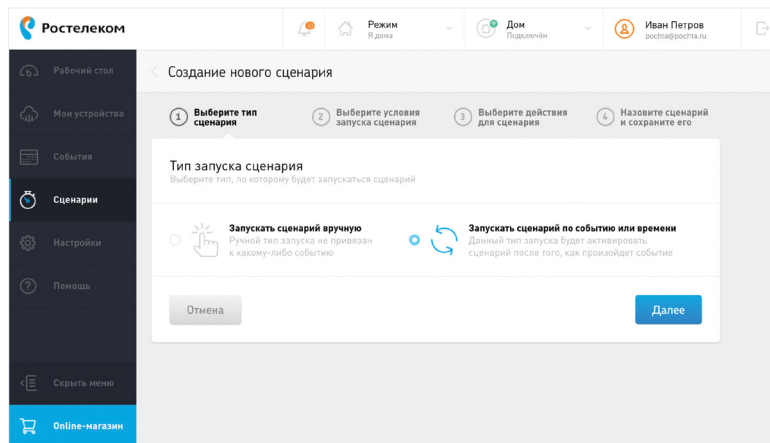 Ростелеком
Режим
Я дома
Дом
Подключён
Иван Петров
pochta@pochta.ru
Рабочий стол
Мои устройства
События
Сценарии
Настройки
Помощь
Скрыть меню
Online-магазин
Создание нового сценария
1 Выберите тип
сценария
2 Выберите условия
запуска сценария
3 Выберите действия
для сценария
4 Назовите сценарий
и сохраните его
Тип запуска сценария
Выберите тип, по которому будет запускаться сценарий
Запускать сценарий вручную
Ручной тип запуска не привязан
к какому-либо событию
Запускать сценарий по событию или времени
Данный тип запуска будет активировать
сценарий после того, как произойдет событие
Отмена
Далее